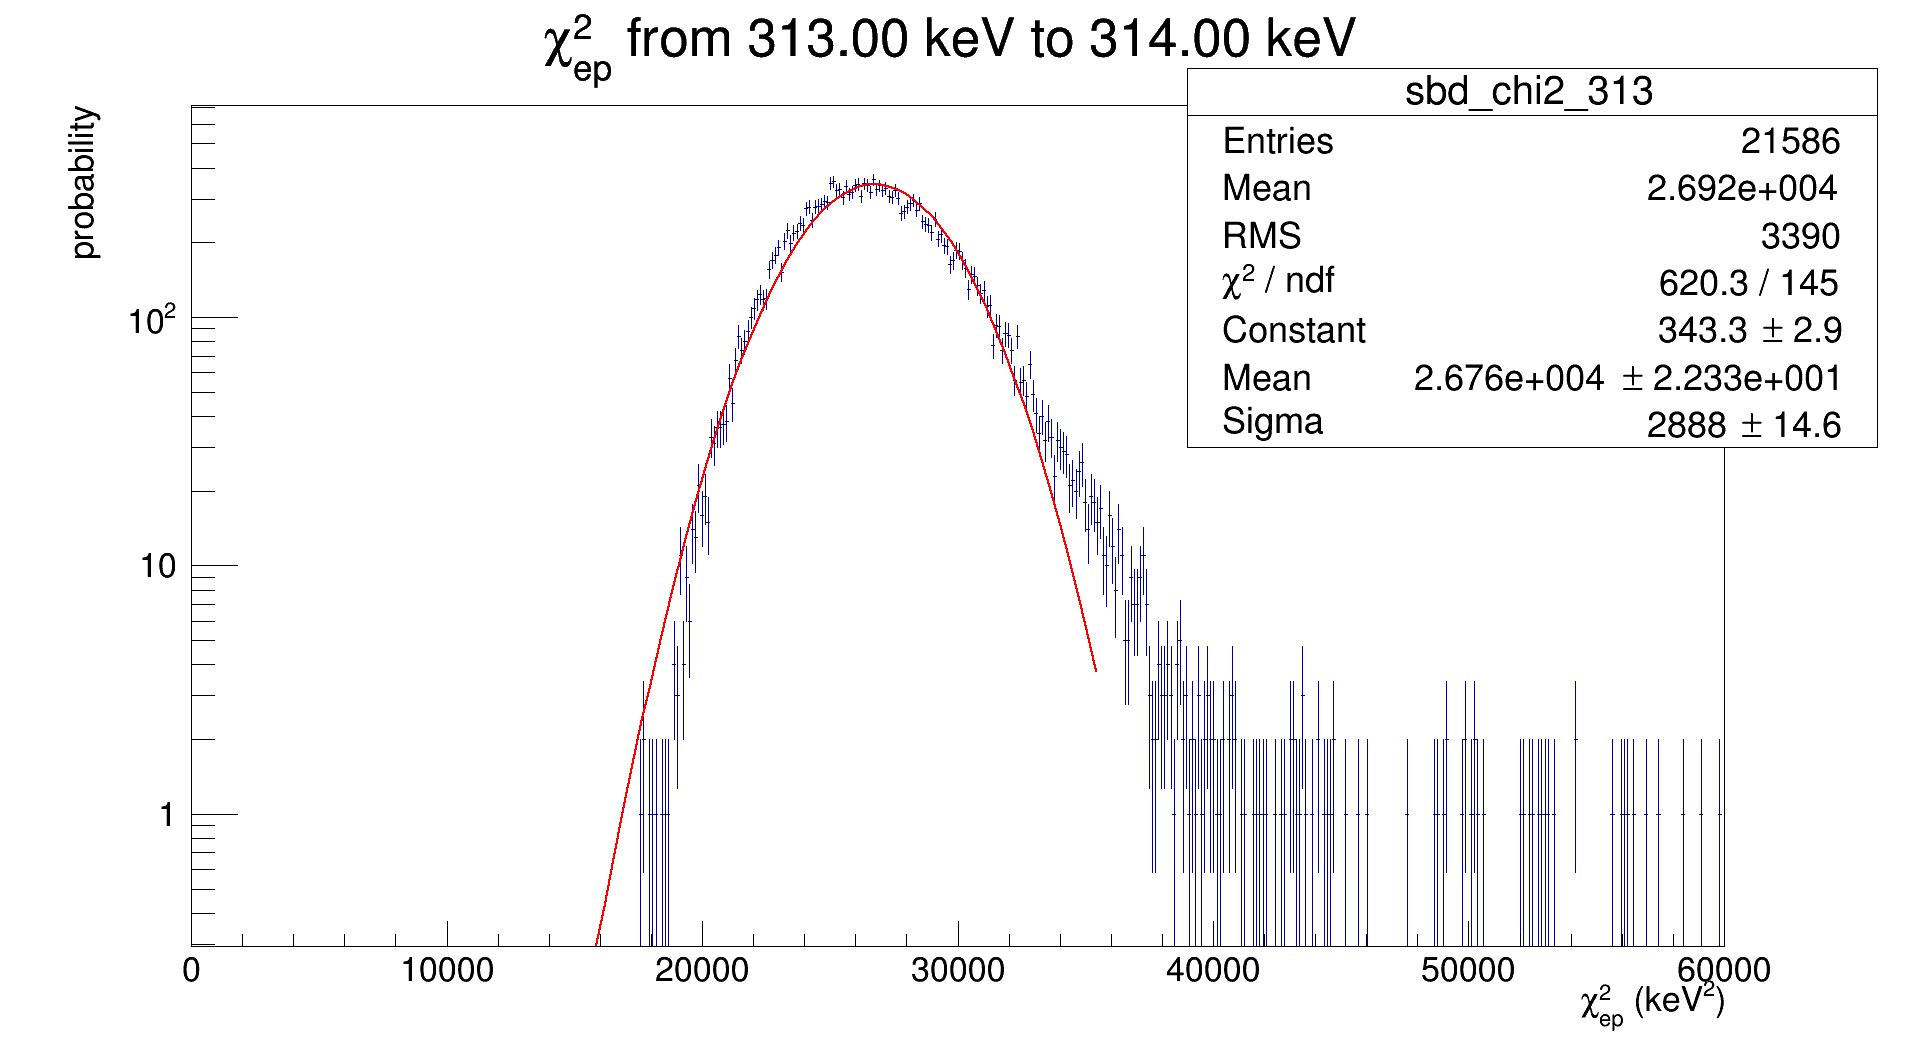 χ²ep from 313.00 keV to 314.00 keV
sbd_chi2_313
Entries 21586
Mean 2.692e+004
RMS 3390
χ² / ndf 620.3 / 145
Constant 343.3 ± 2.9
Mean 2.676e+004 ± 2.233e+001
Sigma 2888 ± 14.6
probability
10²
10
1
0 10000 20000 30000 40000 50000 60000
χ²ep (keV²)